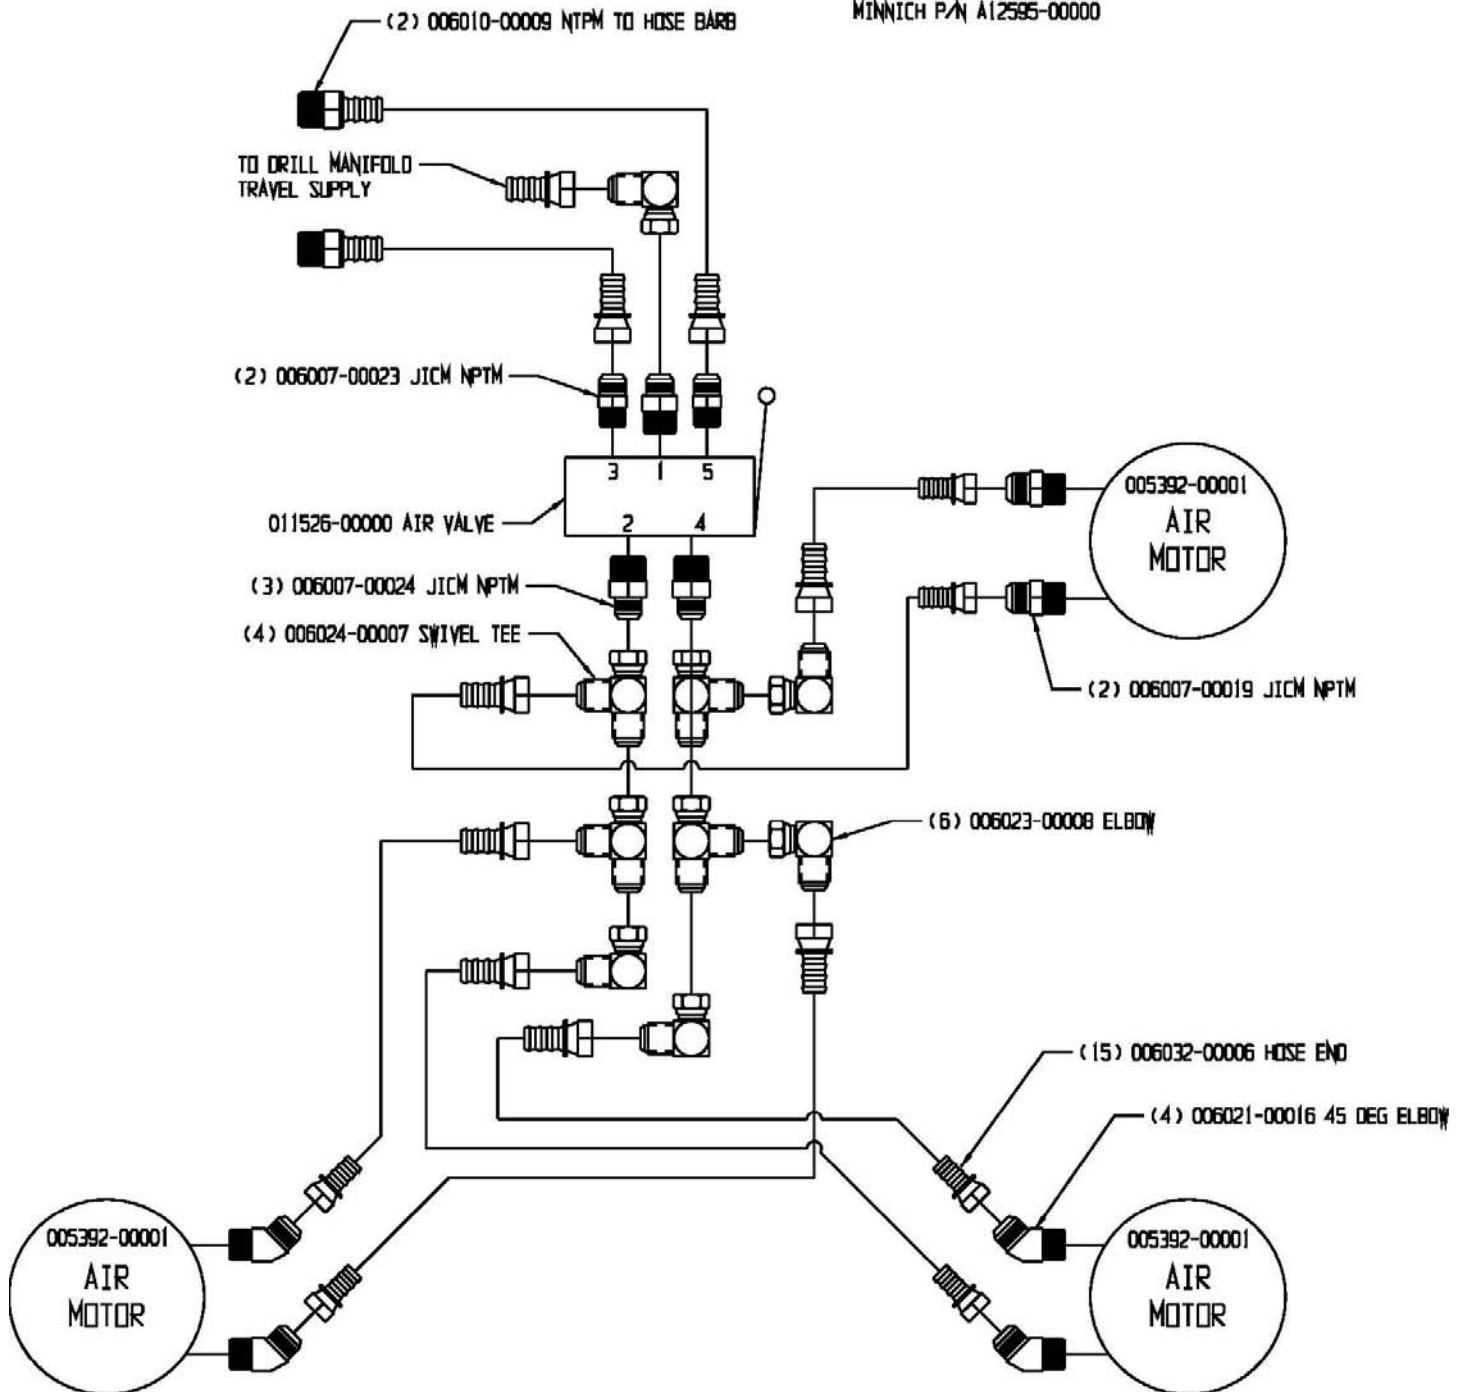 (2) 006010-00009 NTPM TO HOSE BARB
MINNICH P/N A12595-00000
TO DRILL MANIFOLD
TRAVEL SUPPLY
(2) 006007-00023 JICM NPTM
3 1 5
2 4
011526-00000 AIR VALVE
(3) 006007-00024 JICM NPTM
(4) 006024-00007 SWIVEL TEE
005392-00001
AIR
MOTOR
(2) 006007-00019 JICM NPTM
(6) 006023-00008 ELBOW
(15) 006032-00006 HOSE END
(4) 006021-00016 45 DEG ELBOW
005392-00001
AIR
MOTOR
005392-00001
AIR
MOTOR